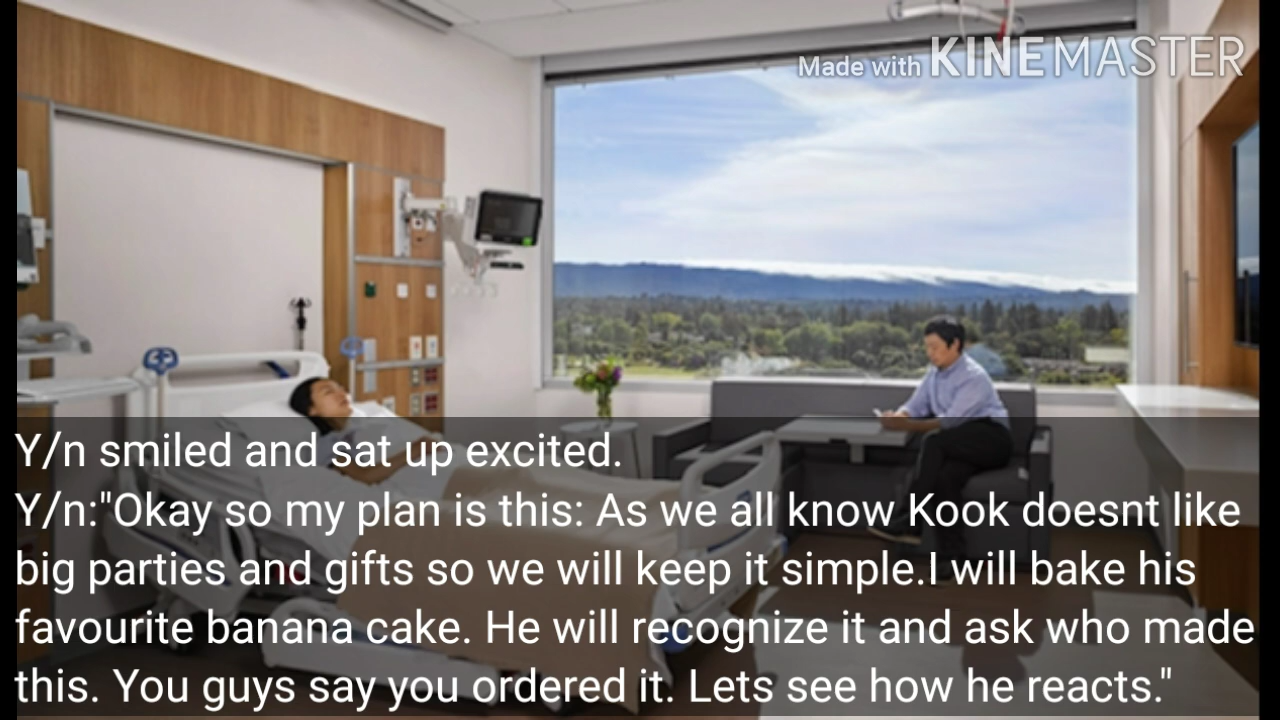 Made with KINEMASTER
Y/n smiled and sat up excited.
Y/n:"Okay so my plan is this: As we all know Kook doesnt like
big parties and gifts so we will keep it simple.I will bake his
favourite banana cake. He will recognize it and ask who made
this. You guys say you ordered it. Lets see how he reacts."